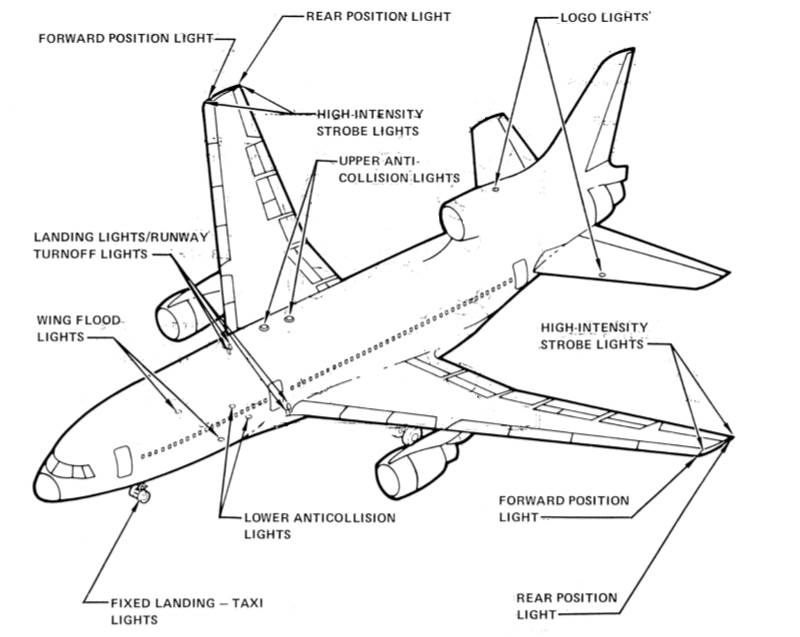 REAR POSITION LIGHT
LOGO LIGHTS
FORWARD POSITION LIGHT
HIGH-INTENSITY
STROBE LIGHTS
UPPER ANTI-
COLLISION LIGHTS
LANDING LIGHTS/RUNWAY
TURNOFF LIGHTS
WING FLOOD
LIGHTS
HIGH-INTENSITY
STROBE LIGHTS
FORWARD POSITION
LIGHT
LOWER ANTICOLLISION
LIGHTS
REAR POSITION
LIGHT
FIXED LANDING – TAXI
LIGHTS